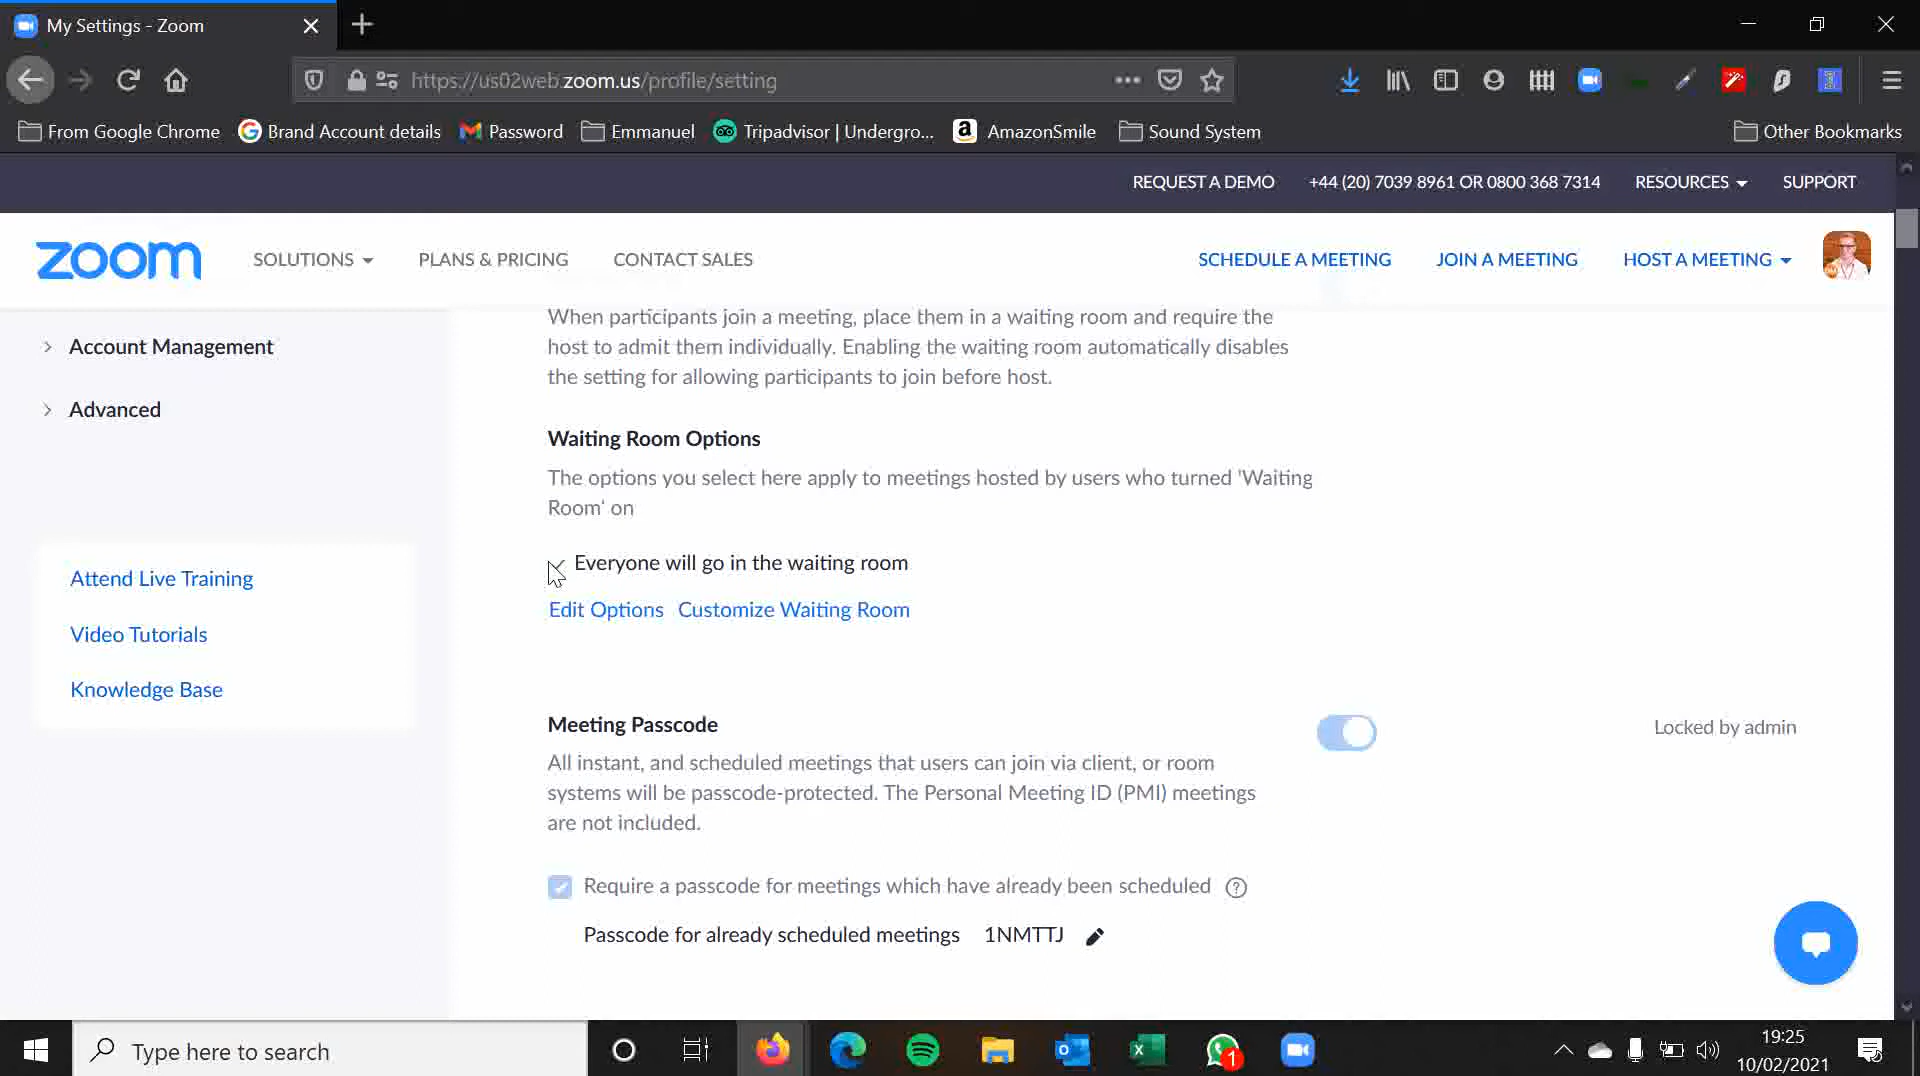 My Settings - Zoom
https://us02web.zoom.us/profile/setting
From Google Chrome
Brand Account details
Password
Emmanuel
Tripadvisor | Undergro...
AmazonSmile
Sound System
Other Bookmarks
REQUEST A DEMO
+44 (20) 7039 8961 OR 0800 368 7314
RESOURCES
SUPPORT
zoom
SOLUTIONS
PLANS & PRICING
CONTACT SALES
SCHEDULE A MEETING
JOIN A MEETING
HOST A MEETING
Account Management
Advanced
Attend Live Training
Video Tutorials
Knowledge Base
When participants join a meeting, place them in a waiting room and require the
host to admit them individually. Enabling the waiting room automatically disables
the setting for allowing participants to join before host.
Waiting Room Options
The options you select here apply to meetings hosted by users who turned 'Waiting
Room' on
Everyone will go in the waiting room
Edit Options
Customize Waiting Room
Meeting Passcode
Locked by admin
All instant, and scheduled meetings that users can join via client, or room
systems will be passcode-protected. The Personal Meeting ID (PMI) meetings
are not included.
Require a passcode for meetings which have already been scheduled
Passcode for already scheduled meetings 1NMTTJ
Type here to search
1
19:25
10/02/2021